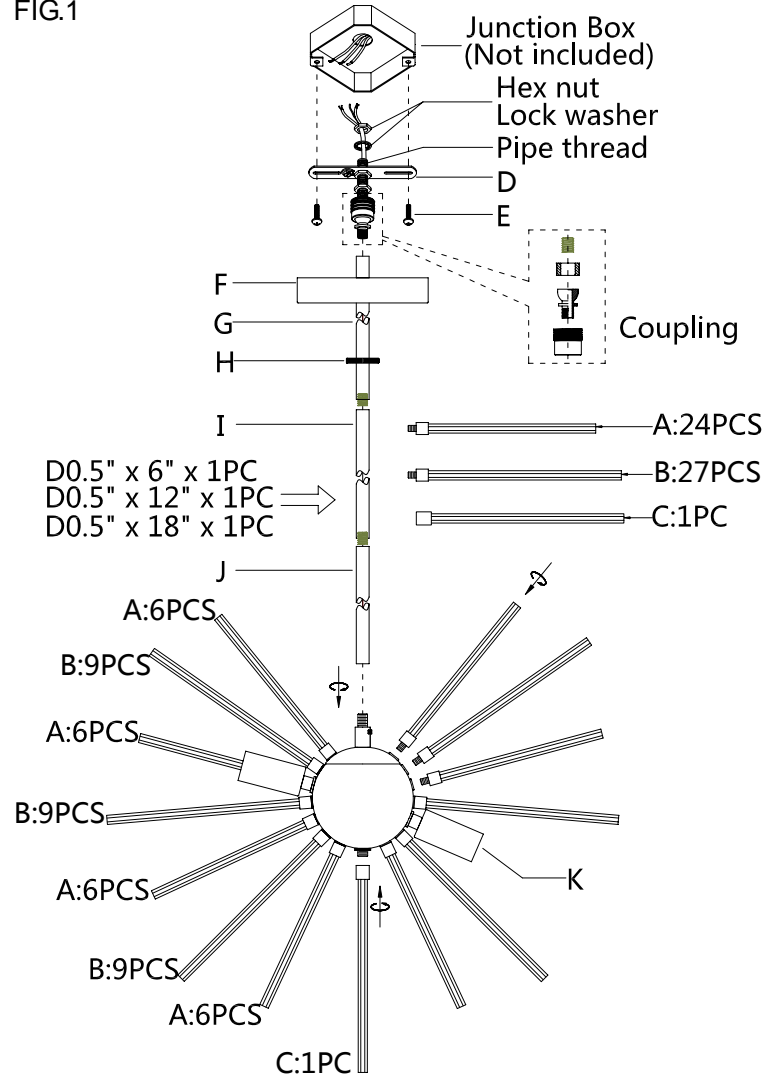 FIG.1
Junction Box
(Not included)
Hex nut
Lock washer
Pipe thread
D
E
F
G
H
Coupling
I
A:24PCS
D0.5" x 6" x 1PC
D0.5" x 12" x 1PC
D0.5" x 18" x 1PC
B:27PCS
C:1PC
J
A:6PCS
B:9PCS
A:6PCS
B:9PCS
K
A:6PCS
B:9PCS
A:6PCS
C:1PC